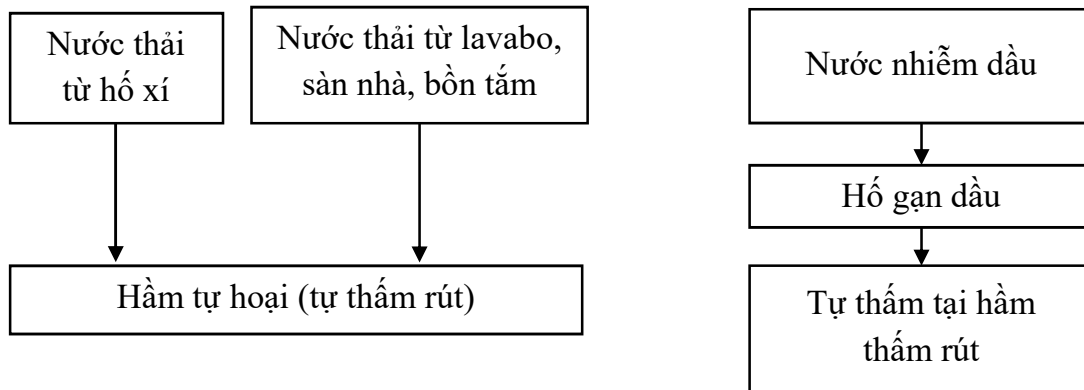 Nước thải
từ hố xí
Nước thải từ lavabo,
sàn nhà, bồn tắm
Hầm tự hoại (tự thấm rút)
Nước nhiễm dầu
Hố gạn dầu
Tự thấm tại hầm
thấm rút